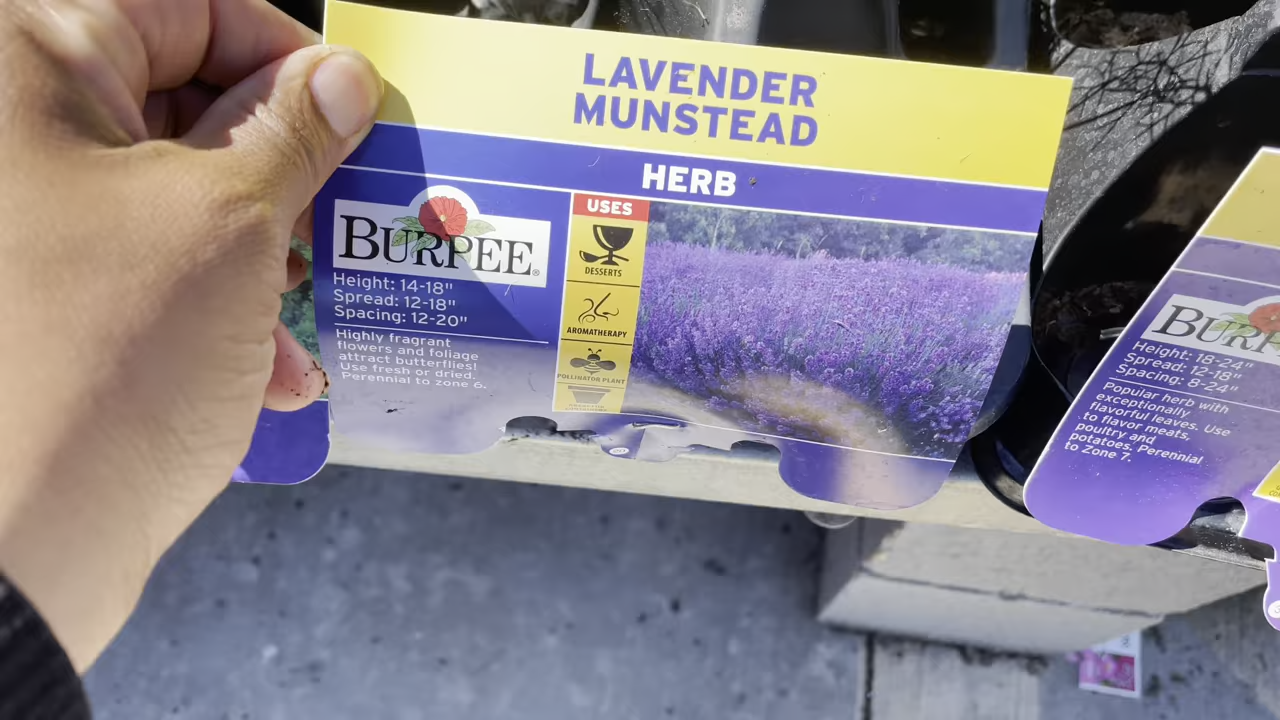 LAVENDER
MUNSTEAD
HERB
BURPEE®
Height: 14-18"
Spread: 12-18"
Spacing: 12-20"
Highly fragrant
flowers and foliage
attract butterflies!
Use fresh or dried.
Perennial to zone 6.
USES
DESSERTS
AROMATHERAPY
POLLINATOR PLANT
BURP
Height: 18-24"
Spread: 12-18"
Spacing: 8-24"
Popular herb with
exceptionally
flavorful leaves. Use
to flavor meats,
poultry and
potatoes. Perennial
to Zone 7.